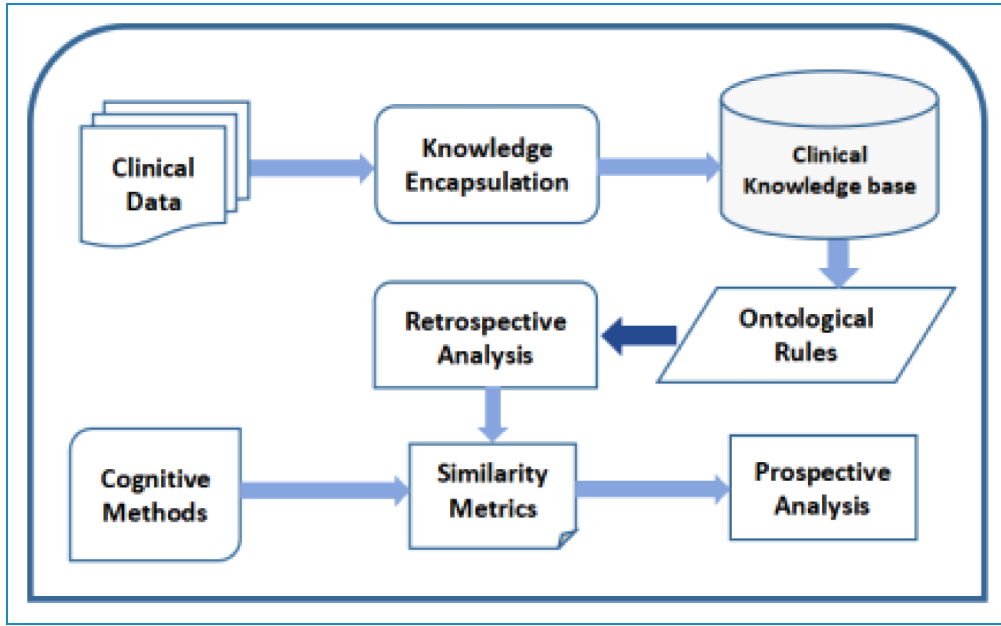 Clinical
Data
Knowledge
Encapsulation
Clinical
Knowledge base
Retrospective
Analysis
Ontological
Rules
Cognitive
Methods
Similarity
Metrics
Prospective
Analysis